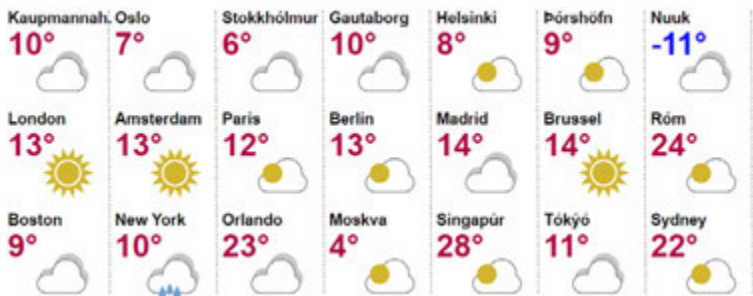 Kaupmannah. Oslo Stokkhólmur Gautaborg Helsinki Þórshöfn Nuuk
10° 7° 6° 10° 8° 9° -11°
London Amsterdam París Berlín Madrid Brussel Róm
13° 13° 12° 13° 14° 14° 24°
Boston New York Orlando Moskva Singapúr Tókýó Sydney
9° 10° 23° 4° 28° 11° 22°